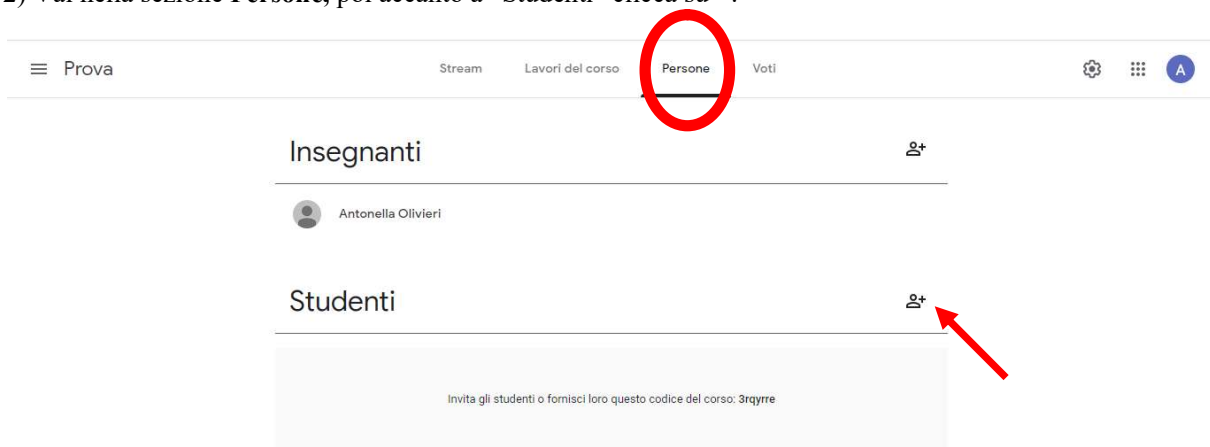 Prova Stream Lavori del corso Persone Voti A
Insegnanti
Antonella Olivieri
Studenti
Invita gli studenti o fornisci loro questo codice del corso: 3rqyrre